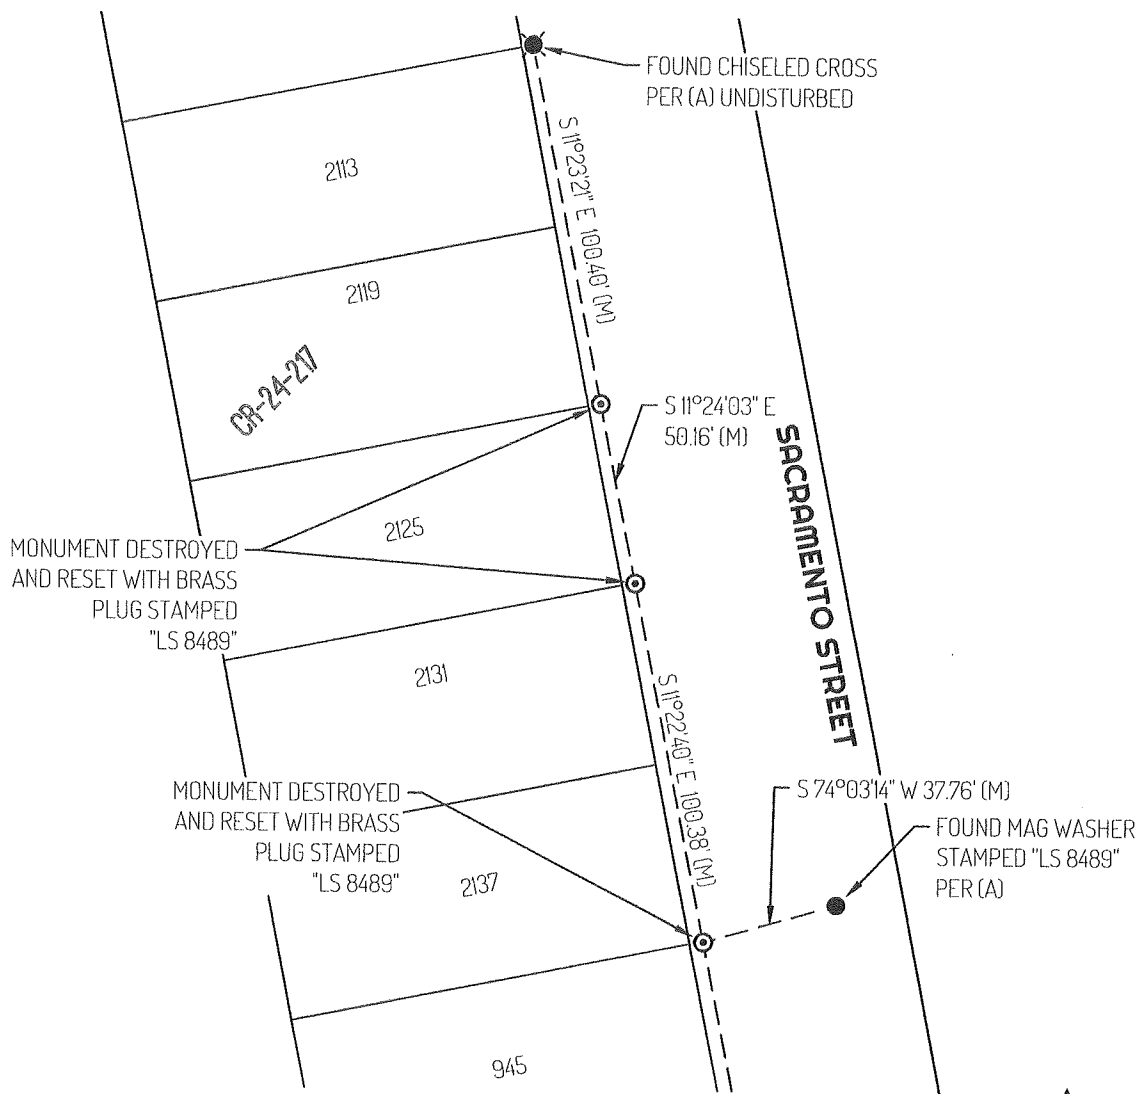 FOUND CHISELED CROSS
PER (A) UNDISTURBED
2113
S 11°23'21" E 100.40' (M)
2119
CR-24-217
S 11°24'03" E
50.16' (M)
SACRAMENTO STREET
2125
MONUMENT DESTROYED
AND RESET WITH BRASS
PLUG STAMPED
"LS 8489"
2131
S 11°22'40" E 100.38' (M)
MONUMENT DESTROYED
AND RESET WITH BRASS
PLUG STAMPED
"LS 8489"
S 74°03'14" W 37.76' (M)
FOUND MAG WASHER
STAMPED "LS 8489"
PER (A)
2137
945